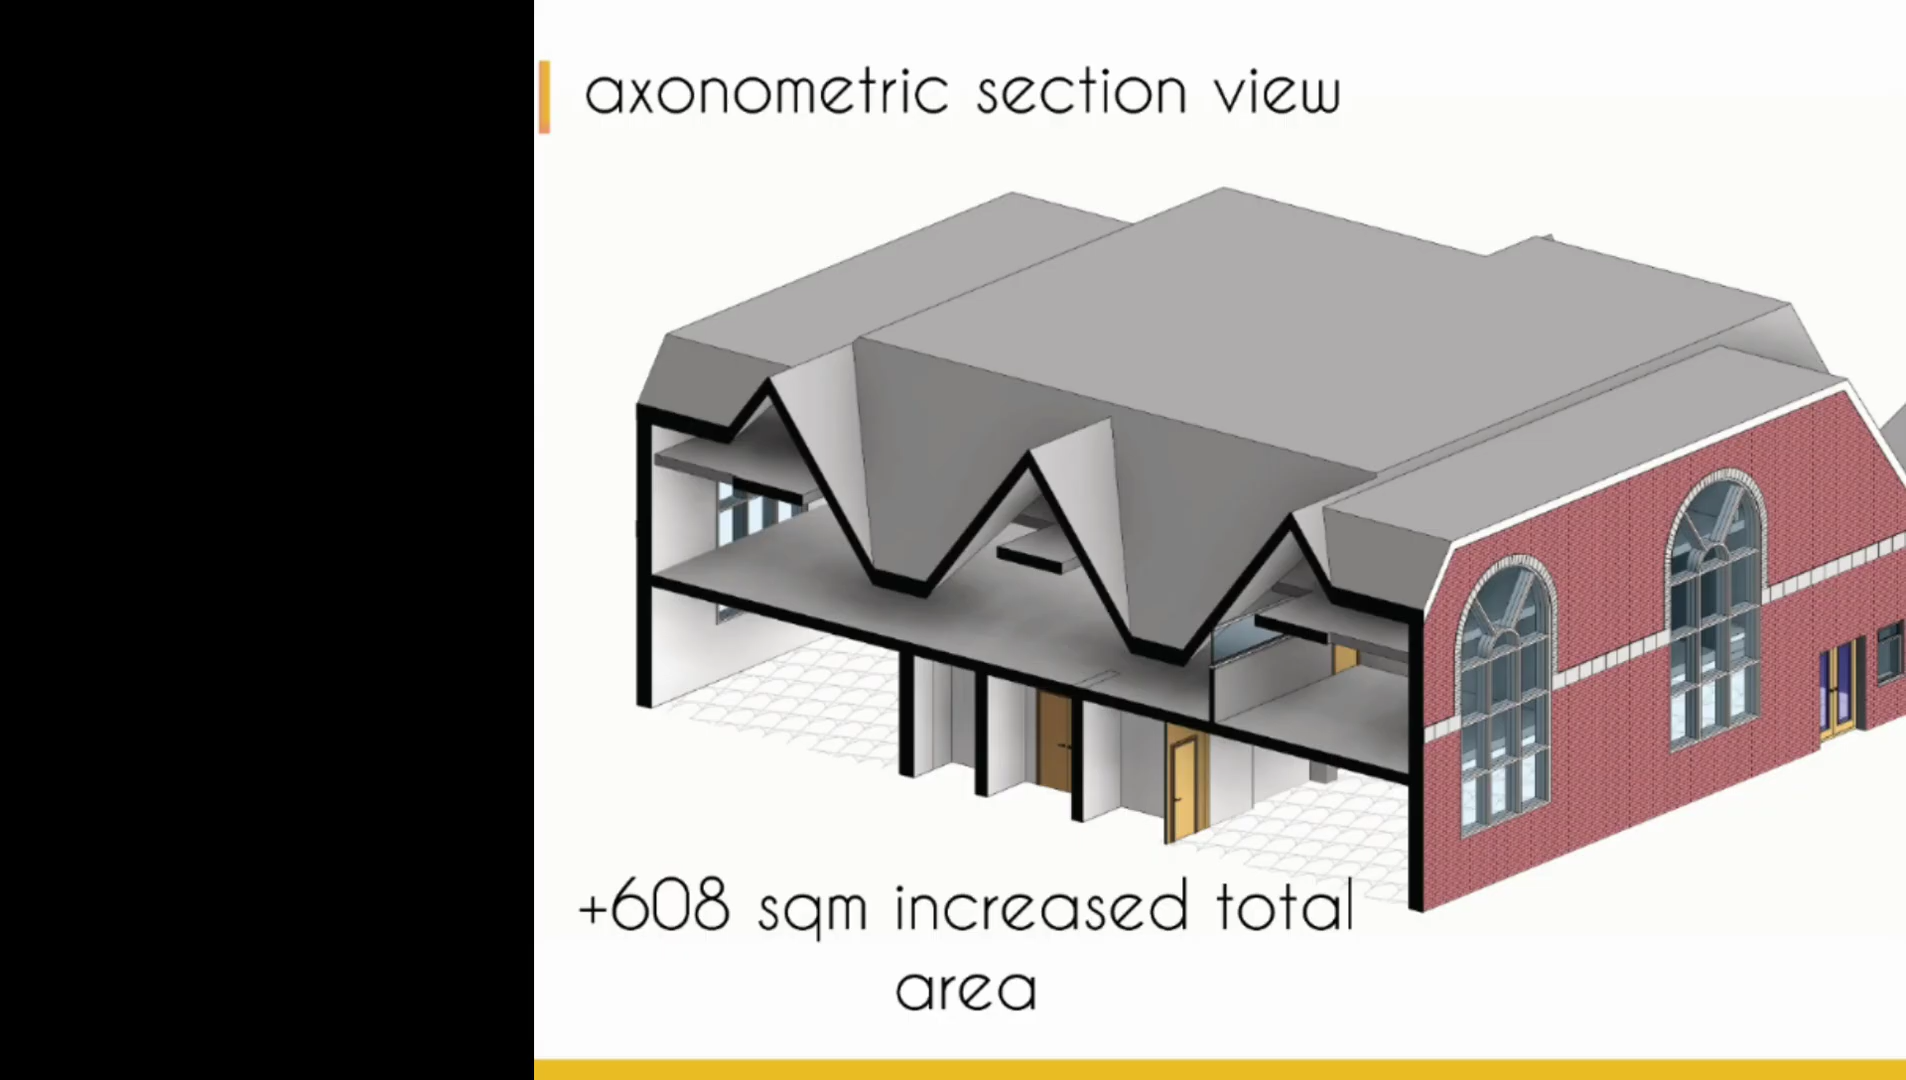 axonometric section view
+608 sqm increased total
area